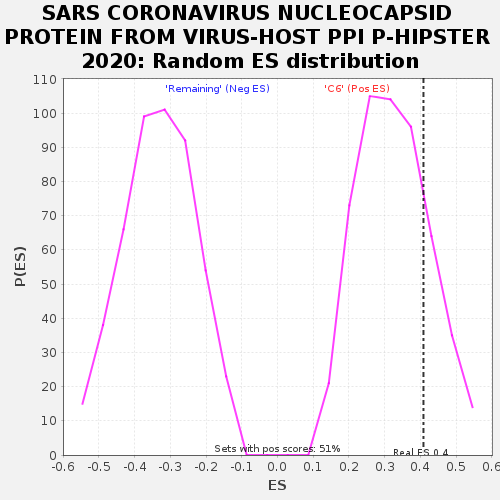 SARS CORONAVIRUS NUCLEOCAPSID
PROTEIN FROM VIRUS-HOST PPI P-HIPSTER
2020: Random ES distribution
'Remaining' (Neg ES)
'C6' (Pos ES)
110
100
90
80
70
60
50
40
30
20
10
0
P(ES)
Sets with pos scores: 51%
Real ES 0.4
-0.6 -0.5 -0.4 -0.3 -0.2 -0.1 0.0 0.1 0.2 0.3 0.4 0.5 0.6
ES